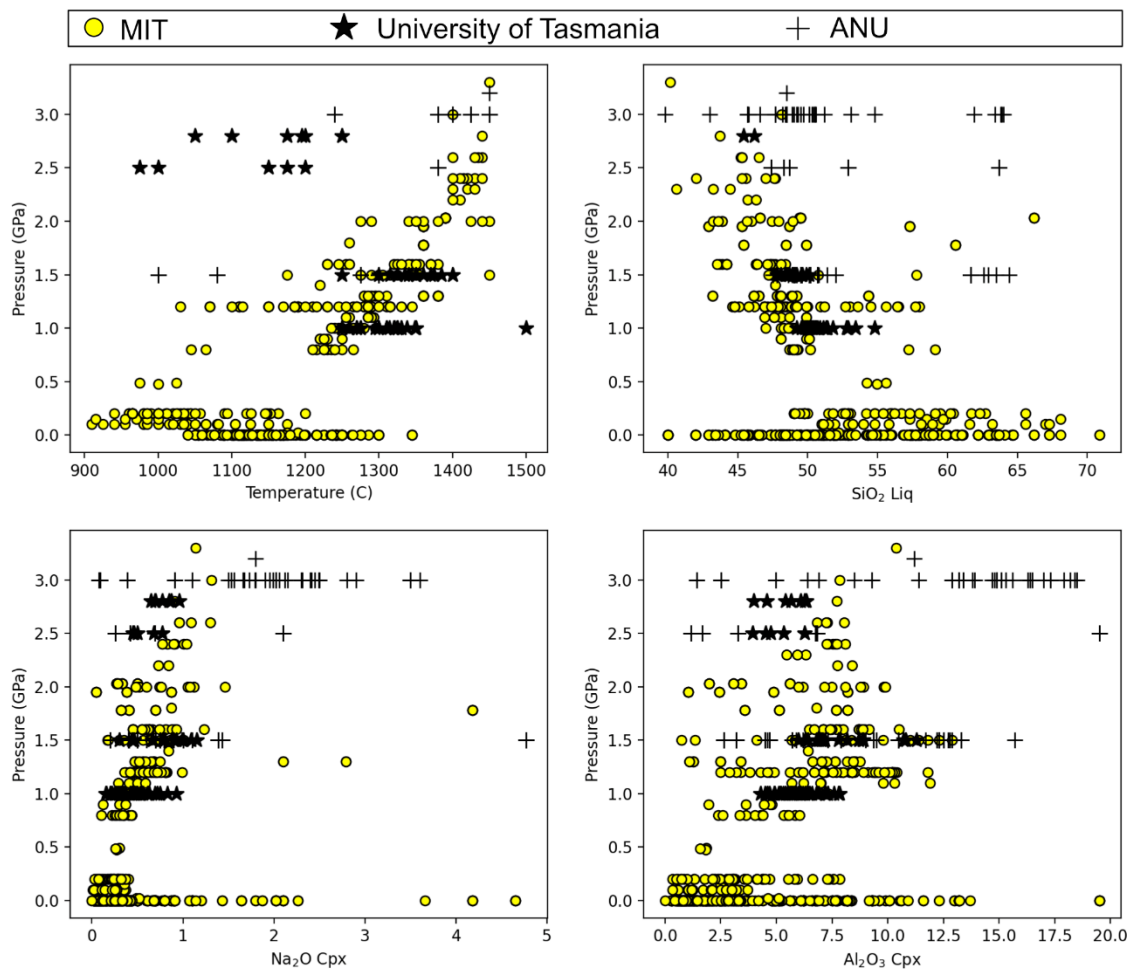 MIT University of Tasmania ANU
Pressure (GPa)
3.0
2.5
2.0
1.5
1.0
0.5
0.0
900 1000 1100 1200 1300 1400 1500
Temperature (C)
Pressure (GPa)
3.0
2.5
2.0
1.5
1.0
0.5
0.0
40 45 50 55 60 65 70
SiO₂ Liq
Pressure (GPa)
3.0
2.5
2.0
1.5
1.0
0.5
0.0
0 1 2 3 4 5
Na₂O Cpx
Pressure (GPa)
3.0
2.5
2.0
1.5
1.0
0.5
0.0
0.0 2.5 5.0 7.5 10.0 12.5 15.0 17.5 20.0
Al₂O₃ Cpx